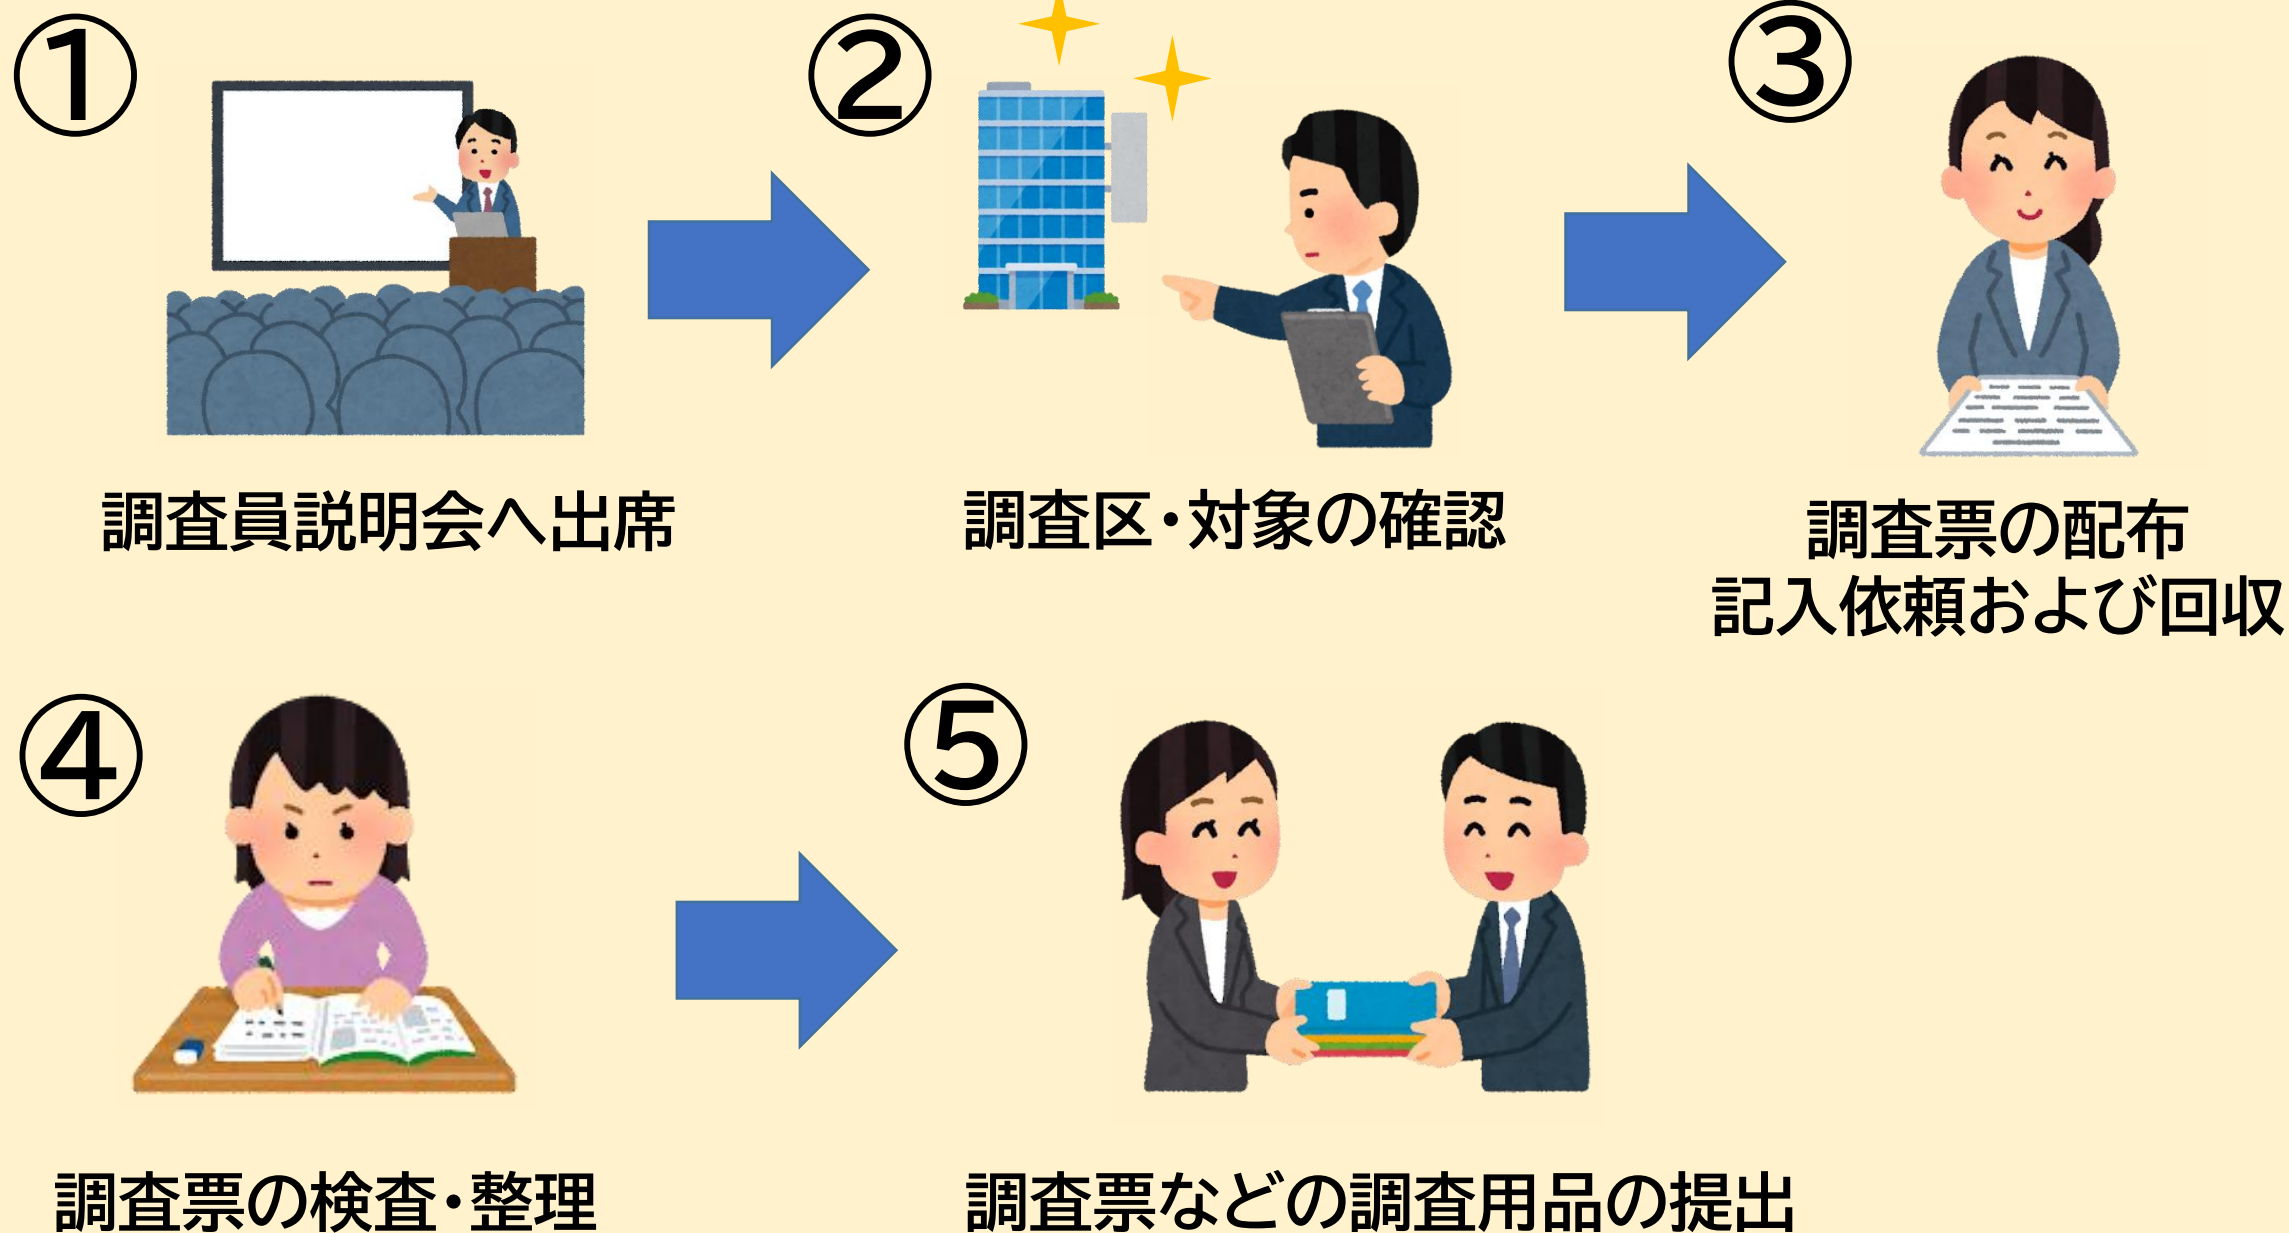 ①
調査員説明会へ出席
②
調査区・対象の確認
③
調査票の配布
記入依頼および回収
④
調査票の検査・整理
⑤
調査票などの調査用品の提出